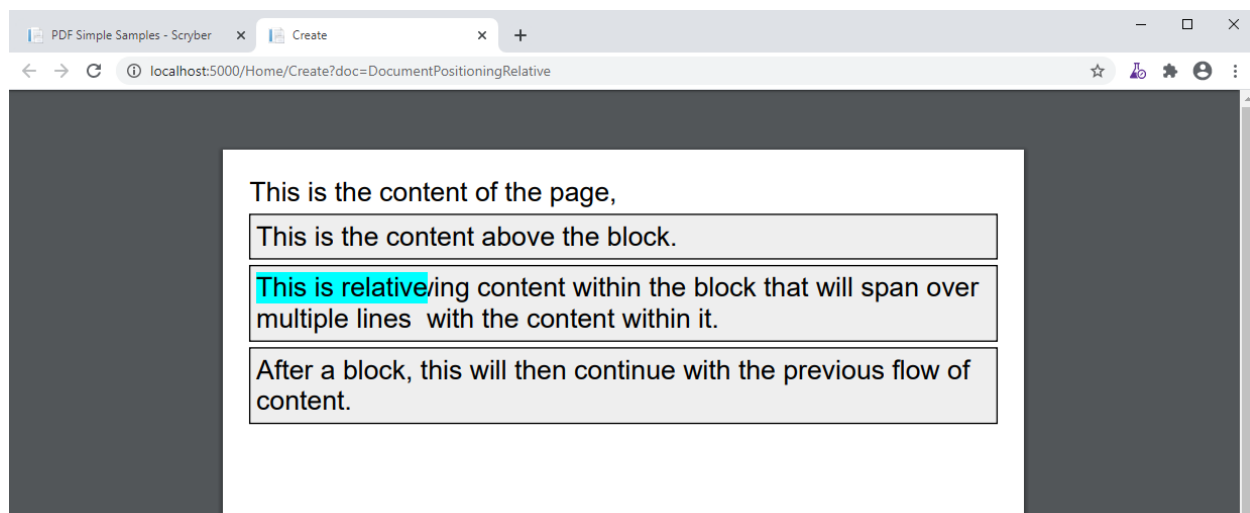 PDF Simple Samples - Scryber
Create
localhost:5000/Home/Create?doc=DocumentPositioningRelative
This is the content of the page,
This is the content above the block.
This is relative ing content within the block that will span over
multiple lines  with the content within it.
After a block, this will then continue with the previous flow of
content.